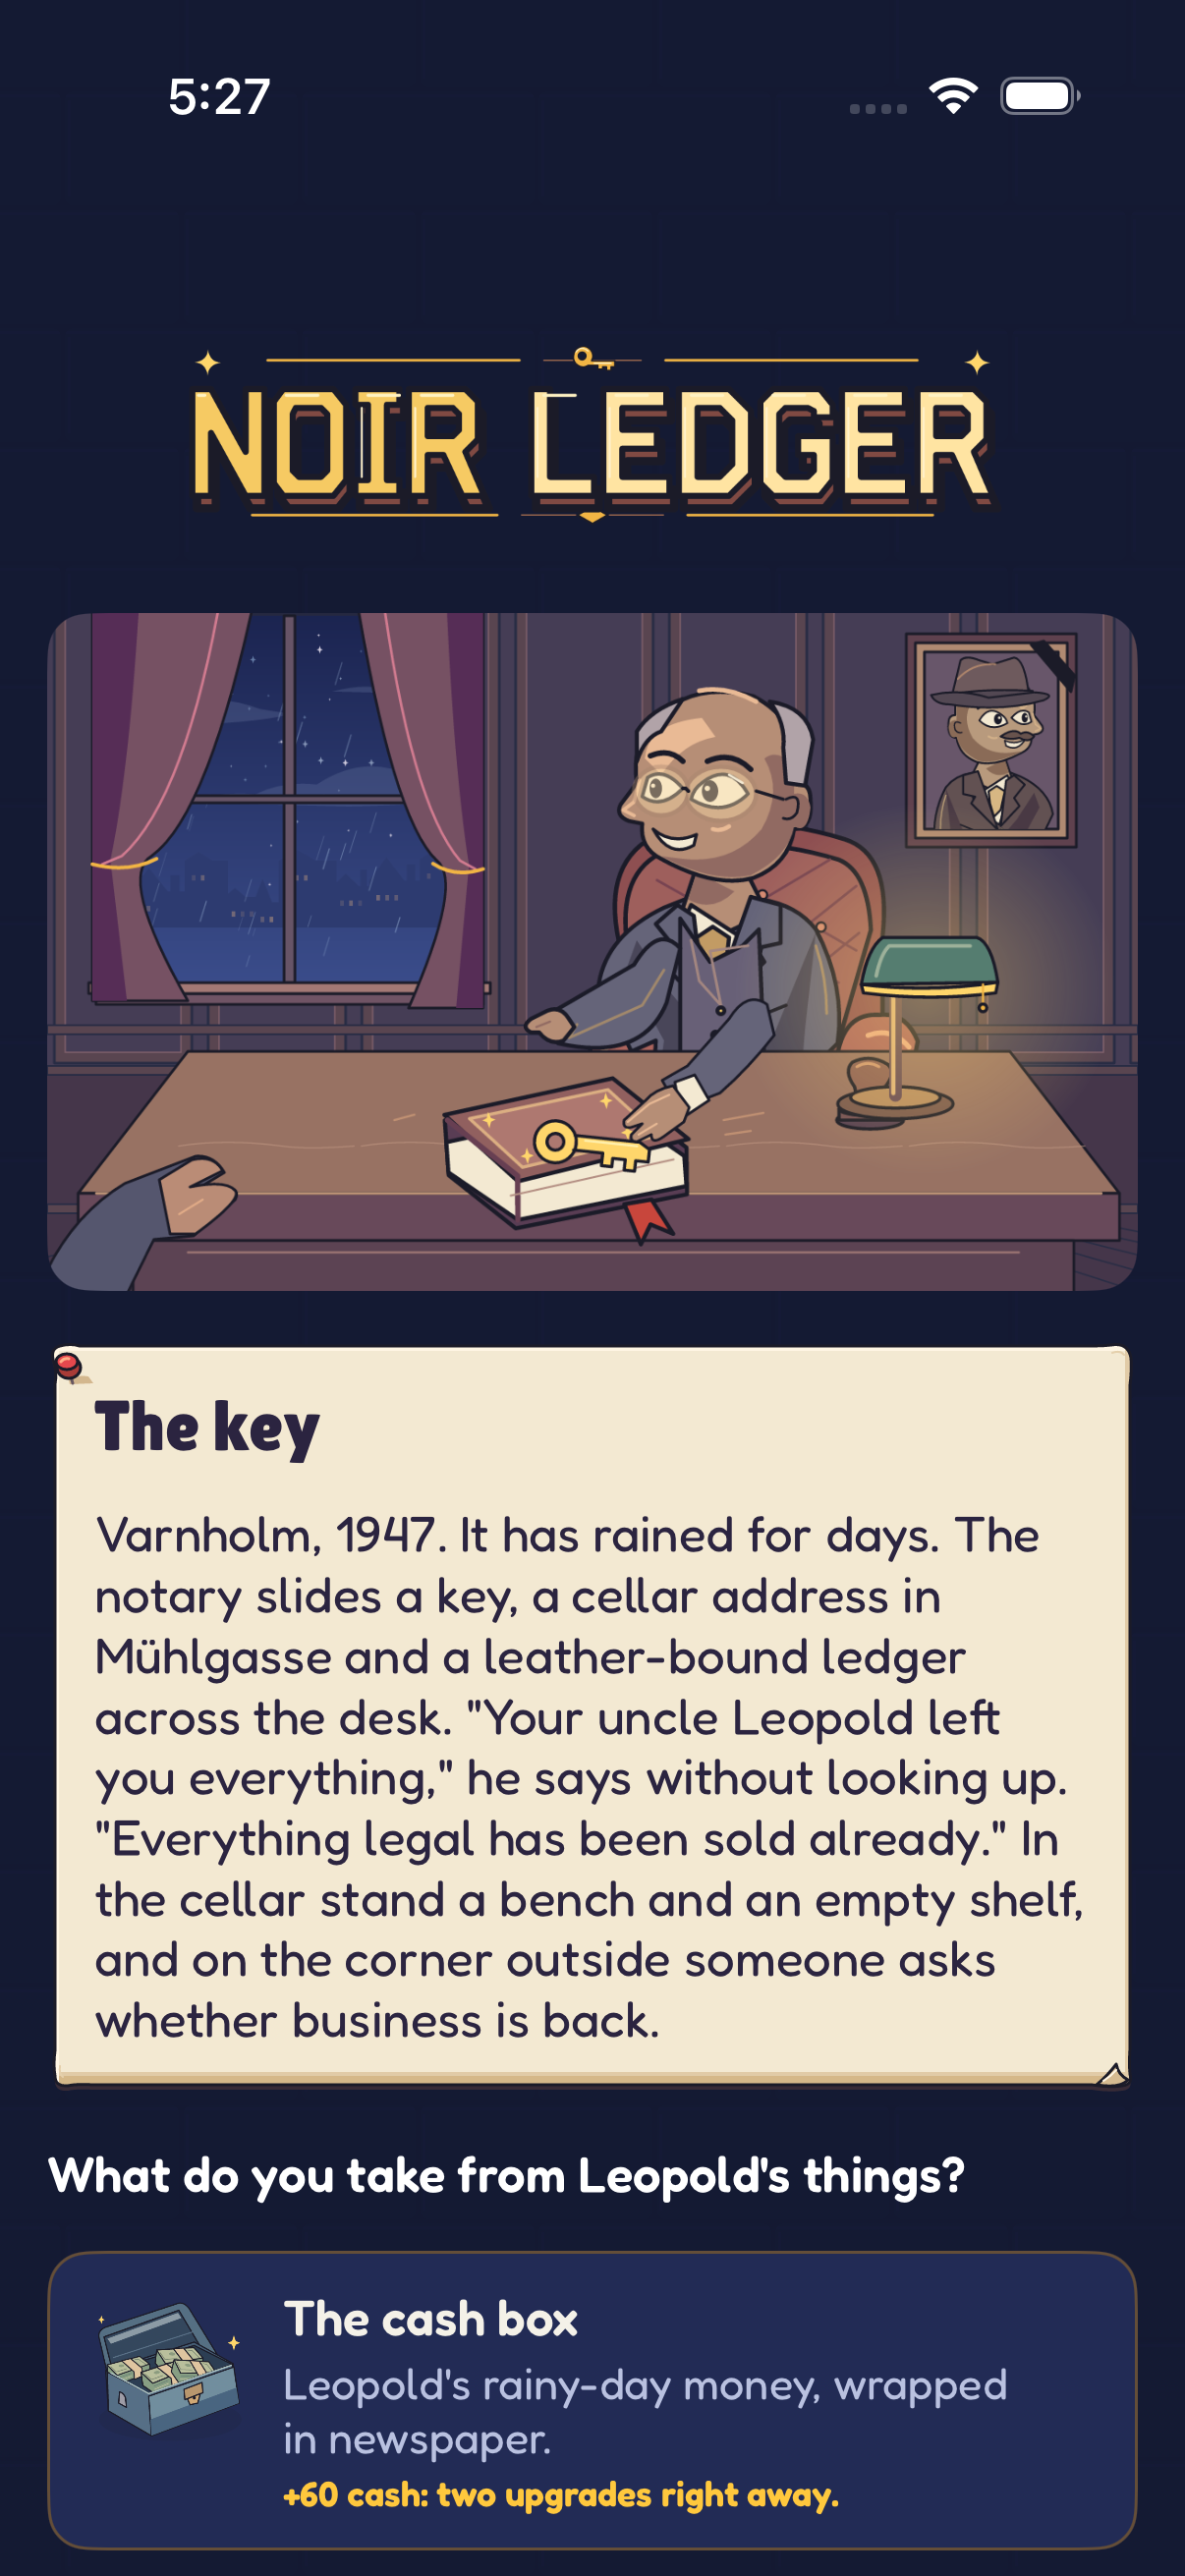 5:27
NOIR LEDGER
The key
Varnholm, 1947. It has rained for days. The
notary slides a key, a cellar address in
Mühlgasse and a leather-bound ledger
across the desk. "Your uncle Leopold left
you everything," he says without looking up.
"Everything legal has been sold already." In
the cellar stand a bench and an empty shelf,
and on the corner outside someone asks
whether business is back.
What do you take from Leopold's things?
The cash box
Leopold's rainy-day money, wrapped
in newspaper.
+60 cash: two upgrades right away.